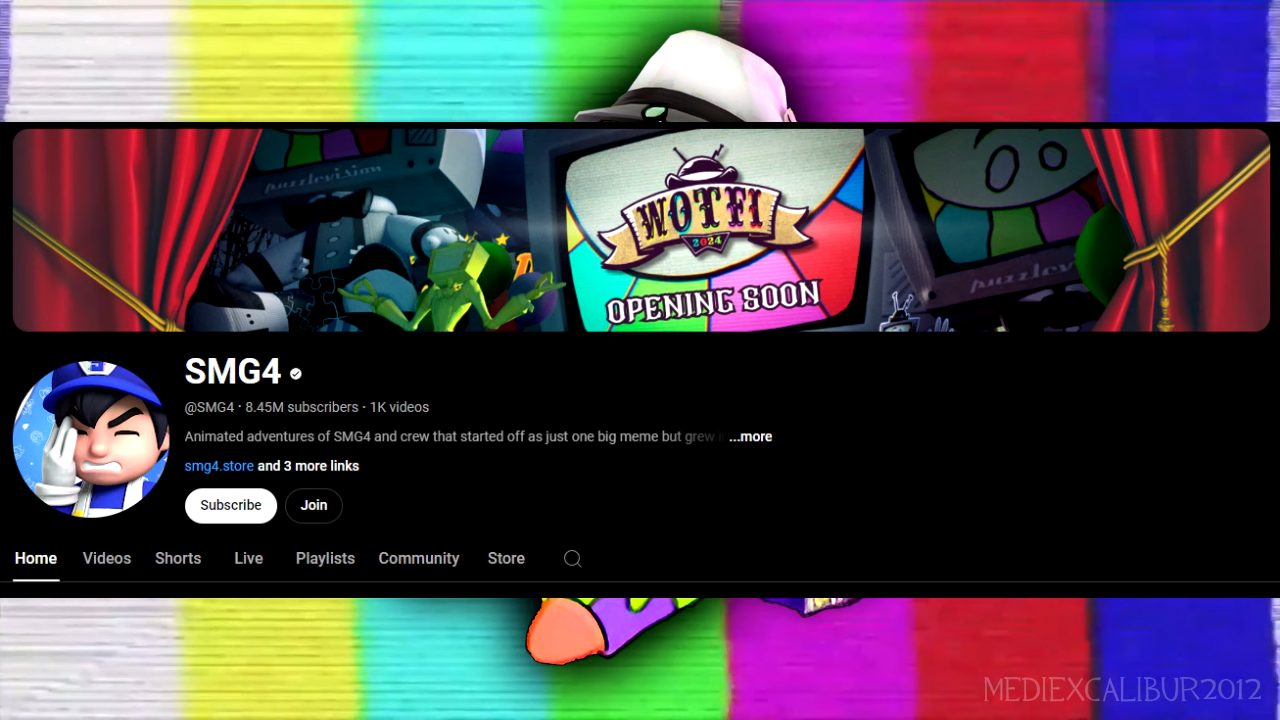 puzzlevision
WOTFI
2024
OPENING SOON
puzzlev
SMG4
@SMG4 · 8.45M subscribers · 1K videos
Animated adventures of SMG4 and crew that started off as just one big meme but grew ...more
smg4.store and 3 more links
Subscribe Join
Home Videos Shorts Live Playlists Community Store
MEDIEXCALIBUR2012